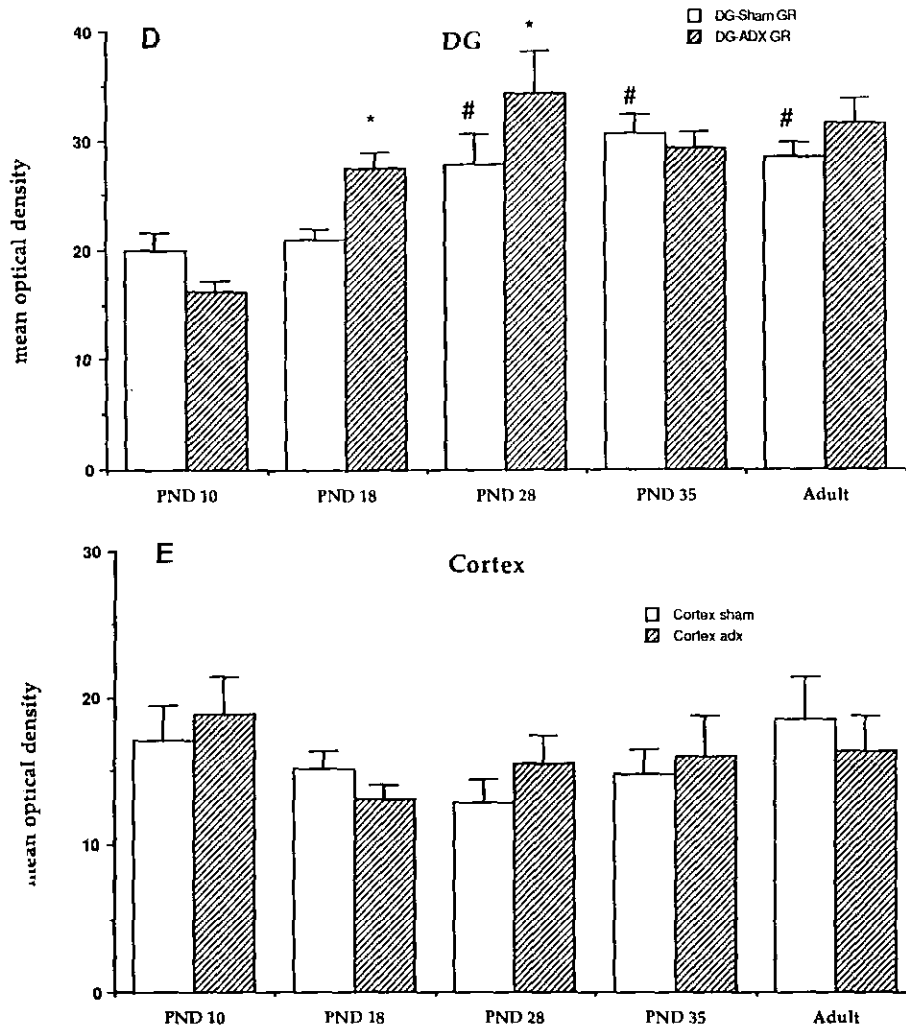 D
DG
DG-Sham GR
DG-ADX GR
mean optical density
40
30
20
10
0
*
#
*
#
#
PND 10 PND 18 PND 28 PND 35 Adult
E
Cortex
Cortex sham
Cortex adx
mean optical density
30
20
10
0
PND 10 PND 18 PND 28 PND 35 Adult